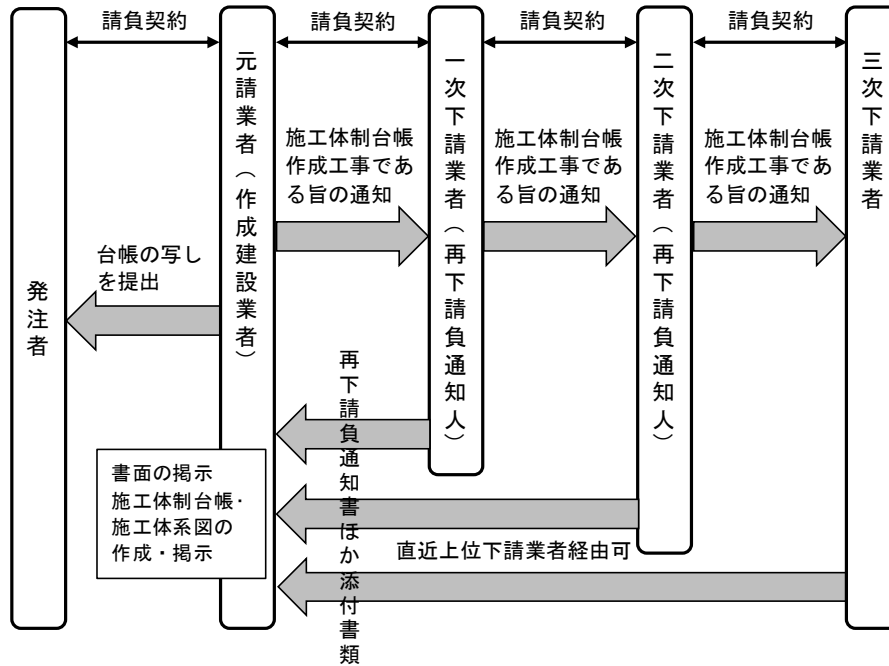 請負契約
請負契約
請負契約
請負契約
発注者
元請業者（作成建設業者）
一次下請業者（再下請負通知人）
二次下請業者（再下請負通知人）
三次下請業者
施工体制台帳
作成工事であ
る旨の通知
施工体制台帳
作成工事であ
る旨の通知
施工体制台帳
作成工事であ
る旨の通知
台帳の写し
を提出
再下請負通知書ほか添付書類
書面の掲示
施工体制台帳・
施工体系図の
作成・掲示
直近上位下請業者経由可